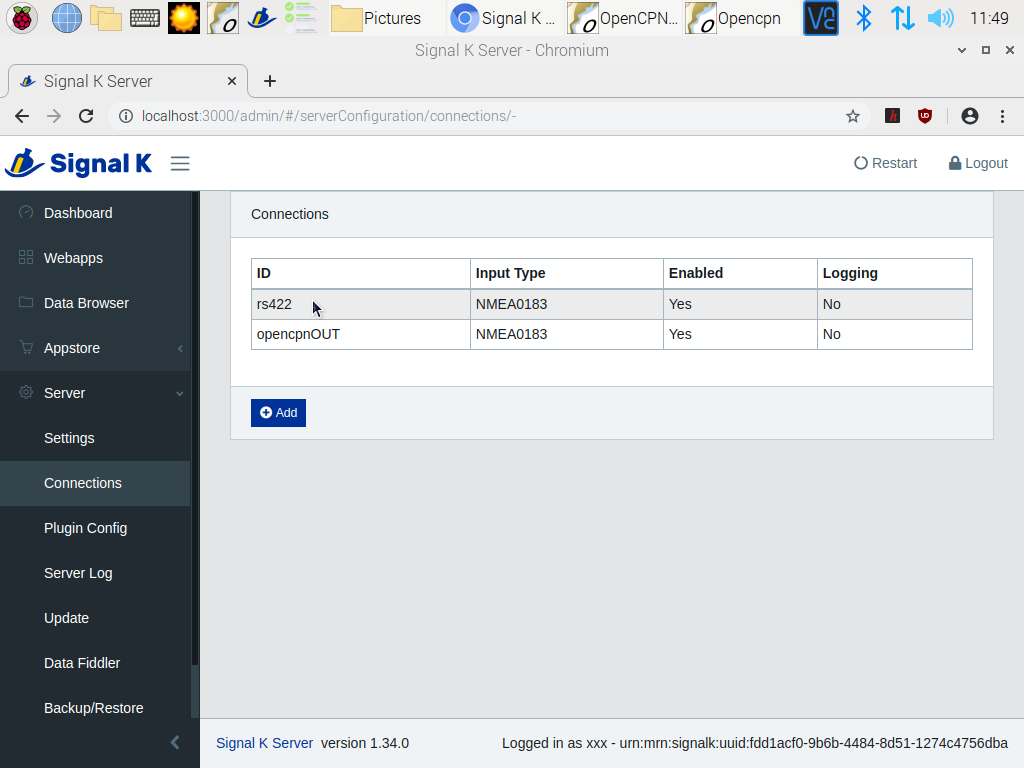 Pictures
Signal K ...
OpenCPN...
Opencpn
11:49
Signal K Server - Chromium
Signal K Server
localhost:3000/admin/#/serverConfiguration/connections/-
Signal K
Restart
Logout
Dashboard
Webapps
Data Browser
Appstore
Server
Settings
Connections
Plugin Config
Server Log
Update
Data Fiddler
Backup/Restore
Connections
ID Input Type Enabled Logging
rs422 NMEA0183 Yes No
opencpnOUT NMEA0183 Yes No
Add
Signal K Server version 1.34.0
Logged in as xxx - urn:mrn:signalk:uuid:fdd1acf0-9b6b-4484-8d51-1274c4756dba